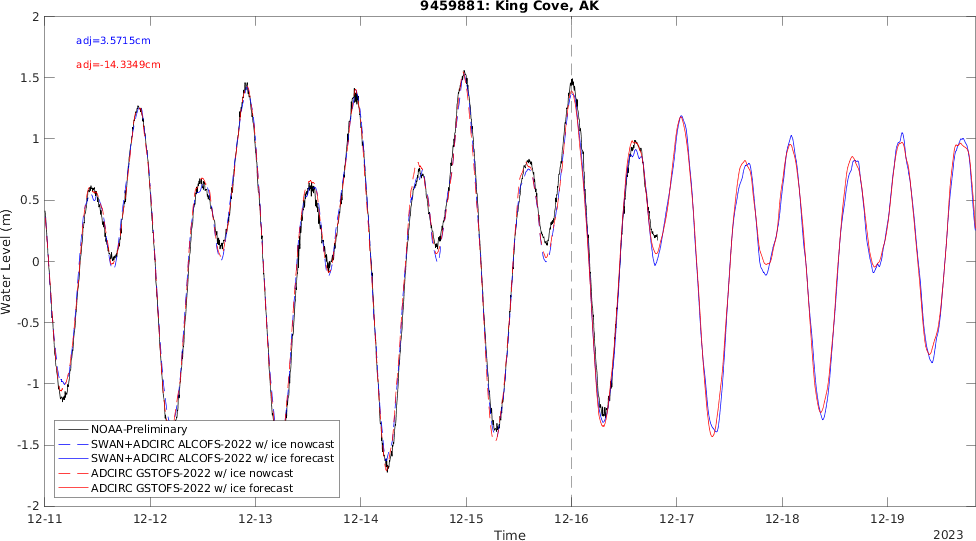 9459881: King Cove, AK
adj=3.5715cm
adj=-14.3349cm
Water Level (m)
2
1.5
1
0.5
0
-0.5
-1
-1.5
-2
NOAA-Preliminary
SWAN+ADCIRC ALCOFS-2022 w/ ice nowcast
SWAN+ADCIRC ALCOFS-2022 w/ ice forecast
ADCIRC GSTOFS-2022 w/ ice nowcast
ADCIRC GSTOFS-2022 w/ ice forecast
12-11 12-12 12-13 12-14 12-15 12-16 12-17 12-18 12-19
Time
2023